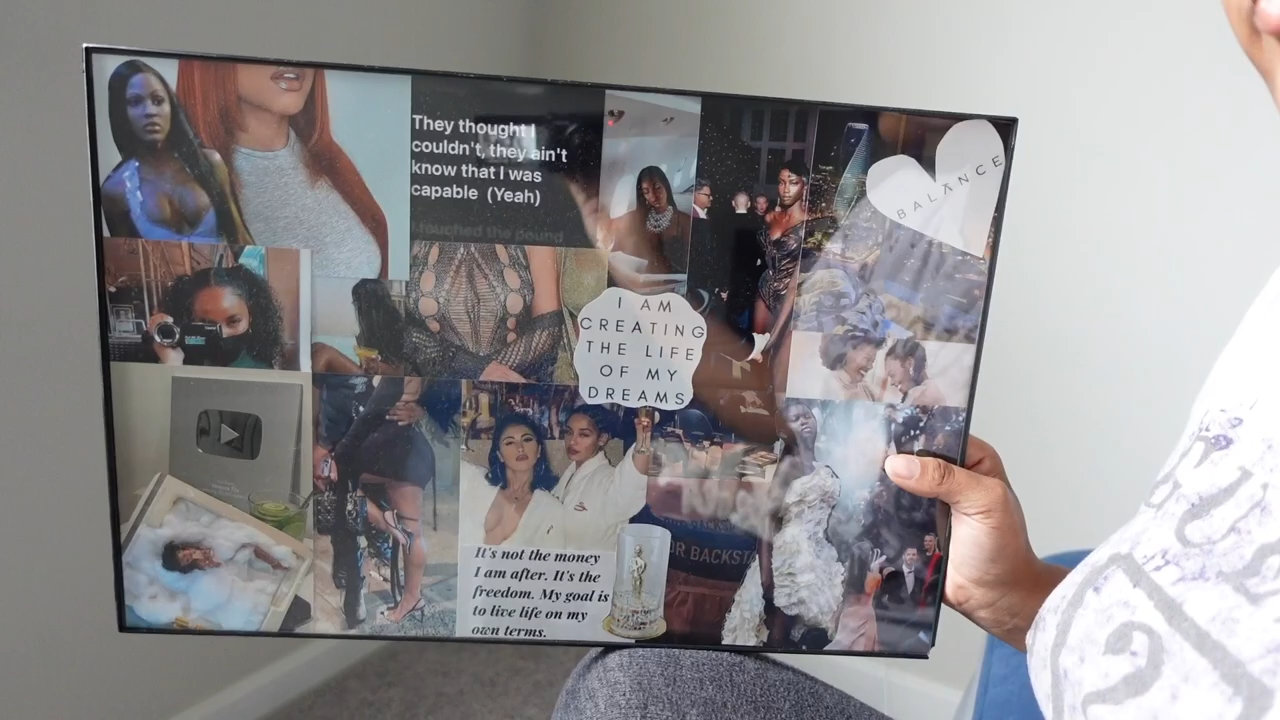 They thought I
couldn't, they ain't
know that I was
capable (Yeah)
I touched the pound
BALANCE
I AM
CREATING
THE LIFE
OF MY
DREAMS
OR BACKSTA
It's not the money
I am after. It's the
freedom. My goal is
to live life on my
own terms.